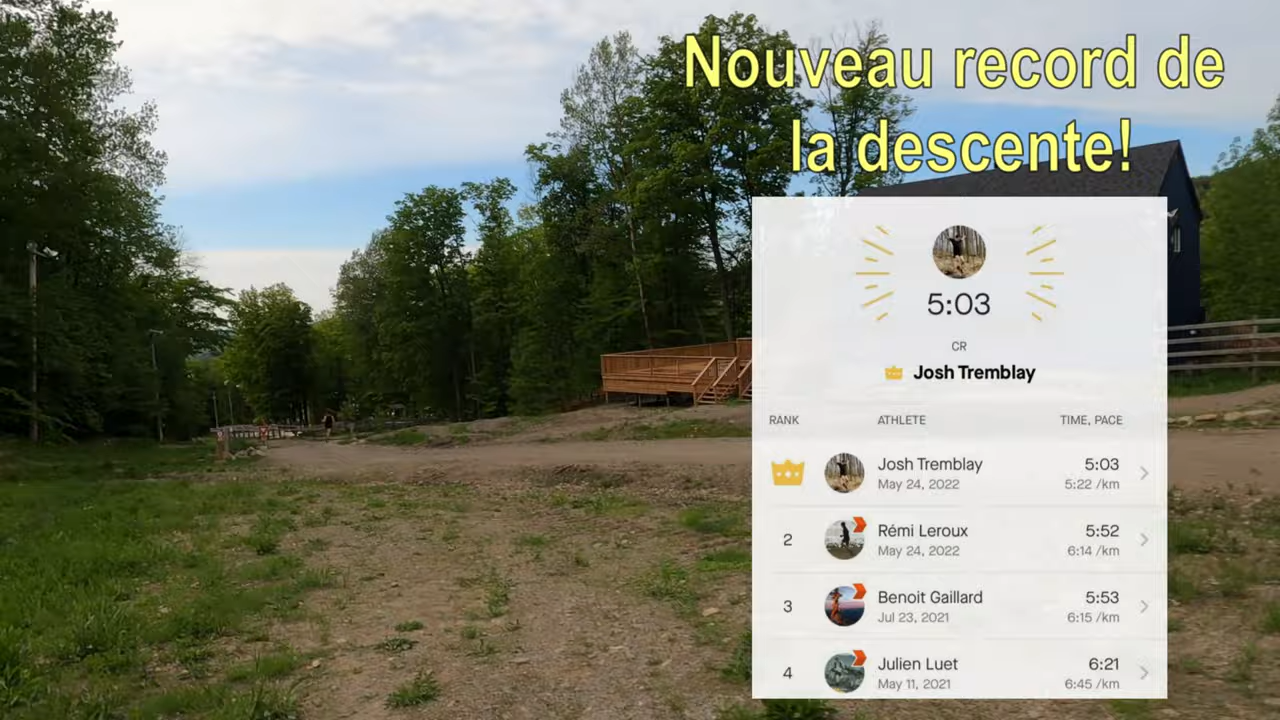 Nouveau record de
la descente!
5:03
CR
Josh Tremblay
RANK ATHLETE TIME, PACE
Josh Tremblay 5:03
May 24, 2022 5:22 /km
2 Rémi Leroux 5:52
May 24, 2022 6:14 /km
3 Benoit Gaillard 5:53
Jul 23, 2021 6:15 /km
4 Julien Luet 6:21
May 11, 2021 6:45 /km